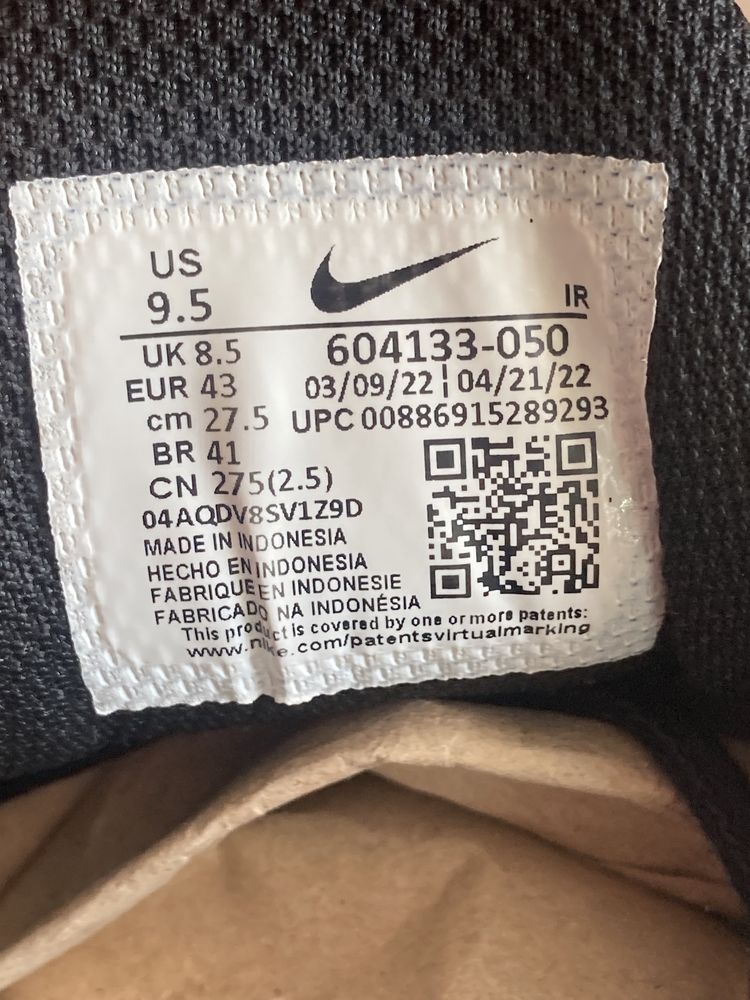 US
9.5
IR
UK 8.5
604133-050
EUR 43
03/09/22 ¦ 04/21/22
cm 27.5
UPC 00886915289293
BR 41
CN 275(2.5)
04AQDV8SV1Z9D
MADE IN INDONESIA
HECHO EN INDONESIA
FABRIQUE EN INDONESIE
FABRICADO NA INDONÉSIA
This product is covered by one or more patents:
www.nike.com/patentsvirtualmarking